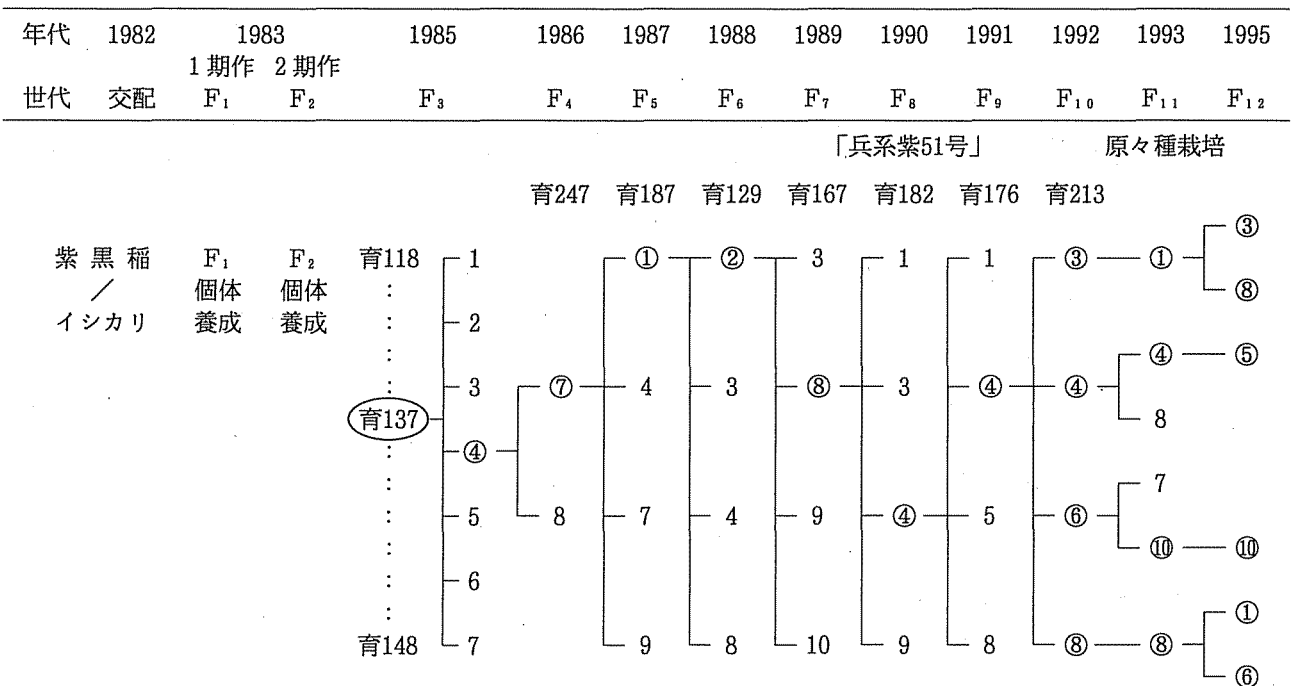 年代 1982 1983 1985 1986 1987 1988 1989 1990 1991 1992 1993 1995
1期作 2期作
世代 交配 F₁ F₂ F₃ F₄ F₅ F₆ F₇ F₈ F₉ F₁₀ F₁₁ F₁₂
「兵系紫51号」 原々種栽培
育247 育187 育129 育167 育182 育176 育213
③
紫黒稲 F₁ F₂ 育118 1 ① ② 3 1 1 ③ ①
／ 個体 個体 : ⑧
イシカリ 養成 養成 : 2
: ④ ⑤
: 3 ⑦ 4 3 ⑧ 3 ④ ④
育137 8
: ④
: 7
: 5 8 7 4 9 ④ 5 ⑥
: ⑩ ⑩
: 6
: ①
育148 7 9 8 10 9 8 ⑧ ⑧
⑥